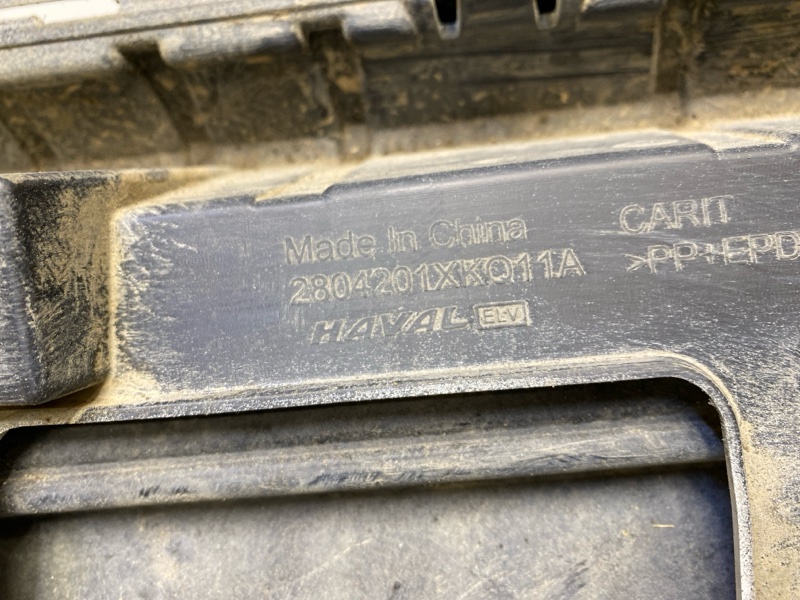 Made In China
2804201XKQ11A
HAVAL ELV
CARIT
>PP+EPD